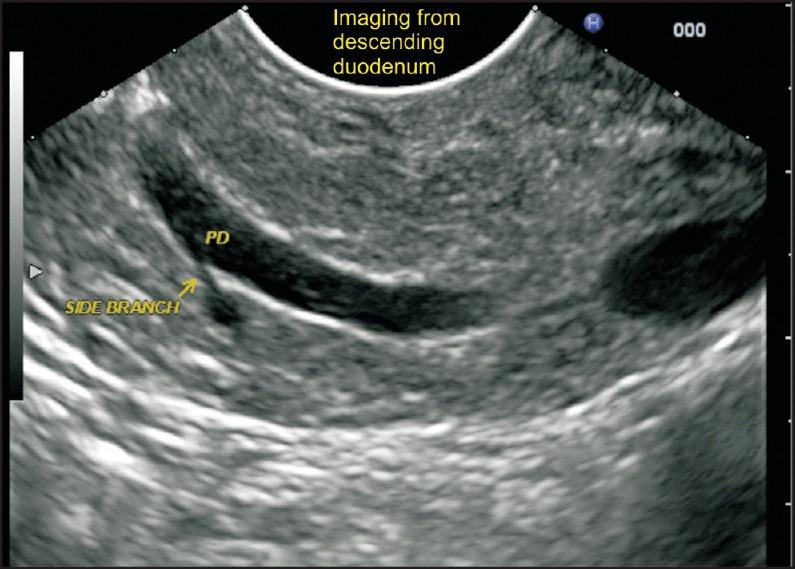 Imaging from
descending
duodenum
H
000
PD
SIDE BRANCH